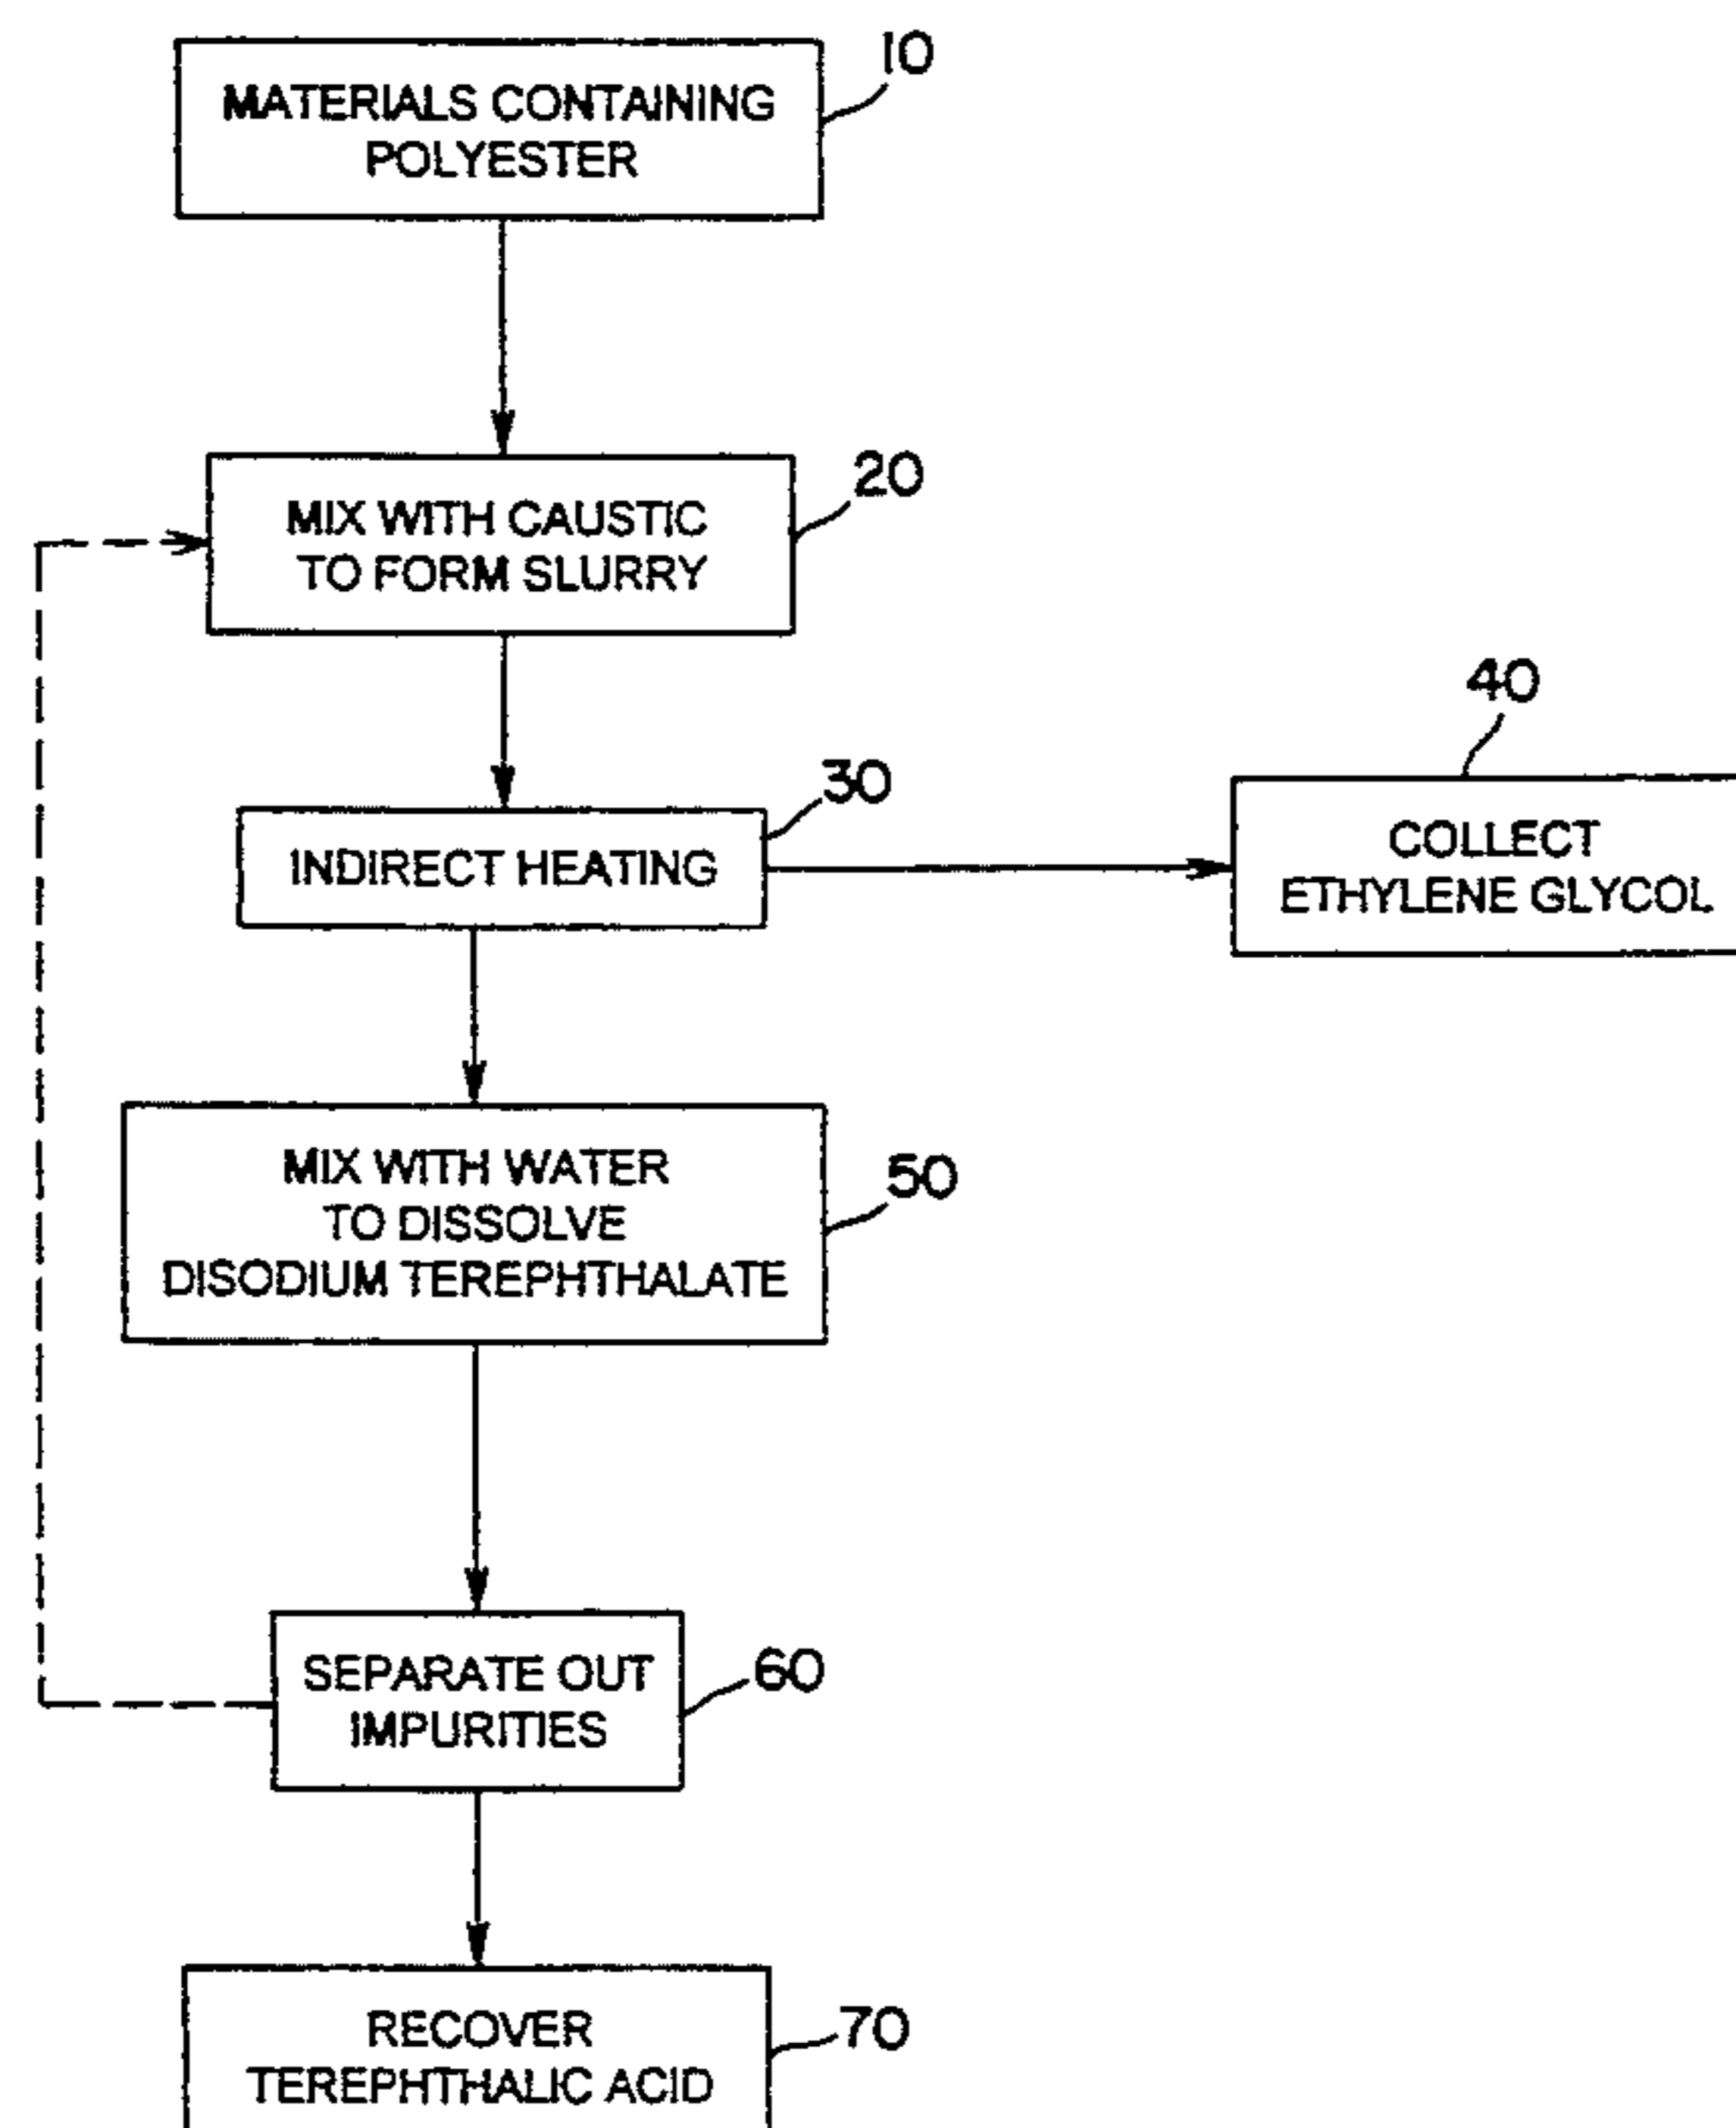 10
MATERIALS CONTAINING
POLYESTER
20
MIX WITH CAUSTIC
TO FORM SLURRY
30
INDIRECT HEATING
40
COLLECT
ETHYLENE GLYCOL
50
MIX WITH WATER
TO DISSOLVE
DISODIUM TEREPHTHALATE
60
SEPARATE OUT
IMPURITIES
70
RECOVER
TEREPHTHALIC ACID